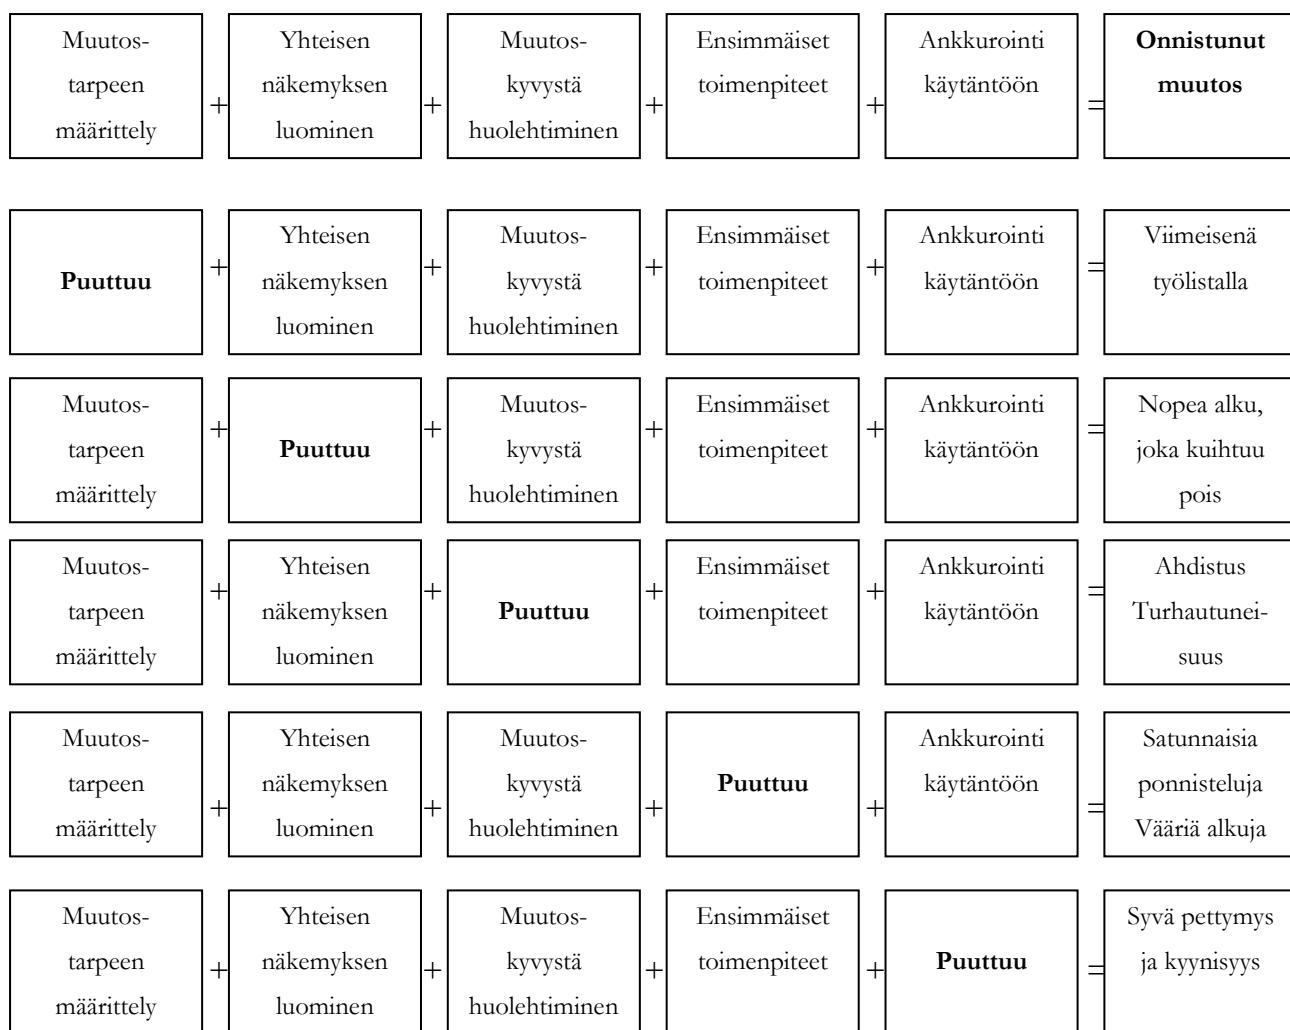 Muutos-
tarpeen
määrittely
+
Yhteisen
näkemyksen
luominen
+
Muutos-
kyvystä
huolehtiminen
+
Ensimmäiset
toimenpiteet
+
Ankkurointi
käytäntöön
=
Onnistunut
muutos
Puuttuu
+
Yhteisen
näkemyksen
luominen
+
Muutos-
kyvystä
huolehtiminen
+
Ensimmäiset
toimenpiteet
+
Ankkurointi
käytäntöön
=
Viimeisenä
työlistalla
Muutos-
tarpeen
määrittely
+
Puuttuu
+
Muutos-
kyvystä
huolehtiminen
+
Ensimmäiset
toimenpiteet
+
Ankkurointi
käytäntöön
=
Nopea alku,
joka kuihtuu
pois
Muutos-
tarpeen
määrittely
+
Yhteisen
näkemyksen
luominen
+
Puuttuu
+
Ensimmäiset
toimenpiteet
+
Ankkurointi
käytäntöön
=
Ahdistus
Turhautunei-
suus
Muutos-
tarpeen
määrittely
+
Yhteisen
näkemyksen
luominen
+
Muutos-
kyvystä
huolehtiminen
+
Puuttuu
+
Ankkurointi
käytäntöön
=
Satunnaisia
ponnisteluja
Vääriä alkuja
Muutos-
tarpeen
määrittely
+
Yhteisen
näkemyksen
luominen
+
Muutos-
kyvystä
huolehtiminen
+
Ensimmäiset
toimenpiteet
+
Puuttuu
=
Syvä pettymys
ja kyynisyys